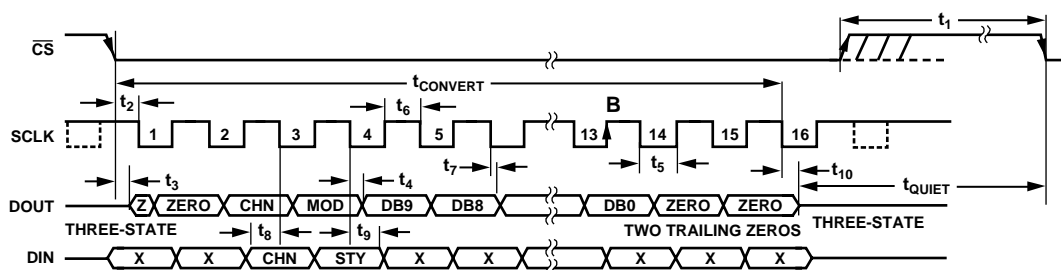 t1
CS
tCONVERT
t2
t6
B
SCLK
1 2 3 4 5 13 14 15 16
t7
t5
t3
t4
t10
tQUIET
DOUT
Z ZERO CHN MOD DB9 DB8 DB0 ZERO ZERO
THREE-STATE
t8
t9
TWO TRAILING ZEROS
THREE-STATE
DIN
X X CHN STY X X X X X